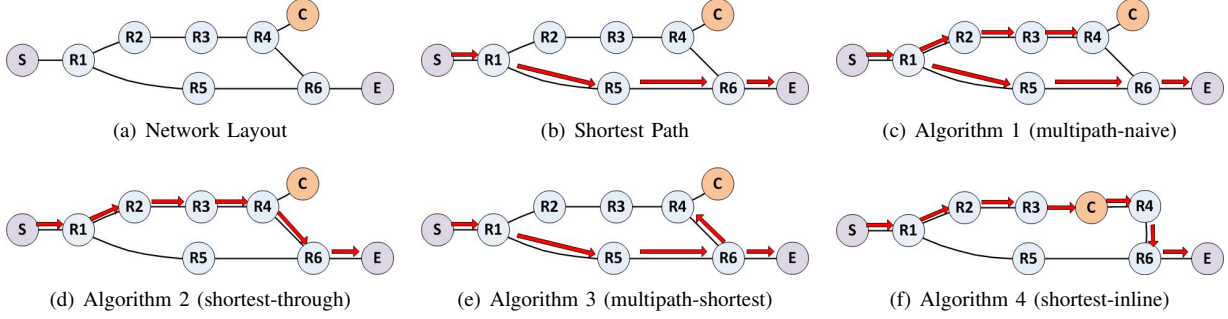 C
R2 R3 R4
S R1
R5 R6 E
(a) Network Layout
C
R2 R3 R4
S R1
R5 R6 E
(b) Shortest Path
C
R2 R3 R4
S R1
R5 R6 E
(c) Algorithm 1 (multipath-naive)
C
R2 R3 R4
S R1
R5 R6 E
(d) Algorithm 2 (shortest-through)
C
R2 R3 R4
S R1
R5 R6 E
(e) Algorithm 3 (multipath-shortest)
R2 R3 C R4
S R1
R5 R6 E
(f) Algorithm 4 (shortest-inline)